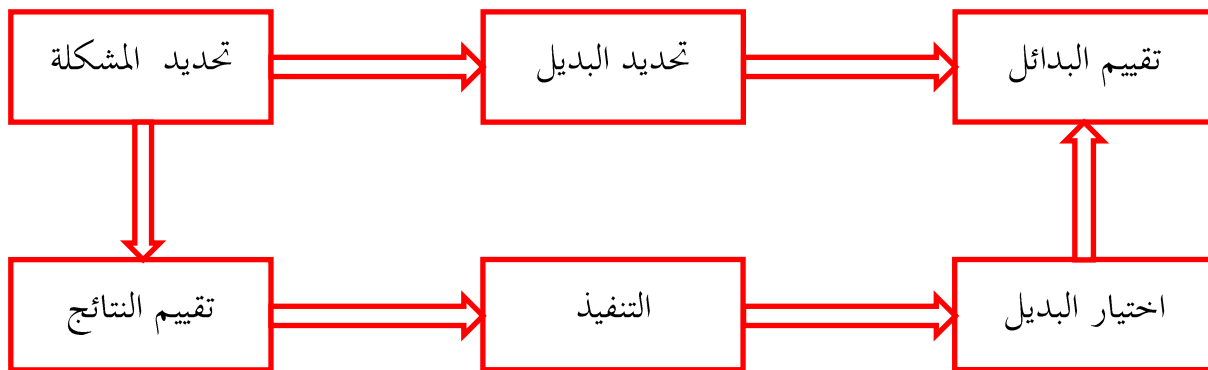 تحديد المشكلة
تحديد البديل
تقييم البدائل
تقييم النتائج
التنفيذ
اختيار البديل